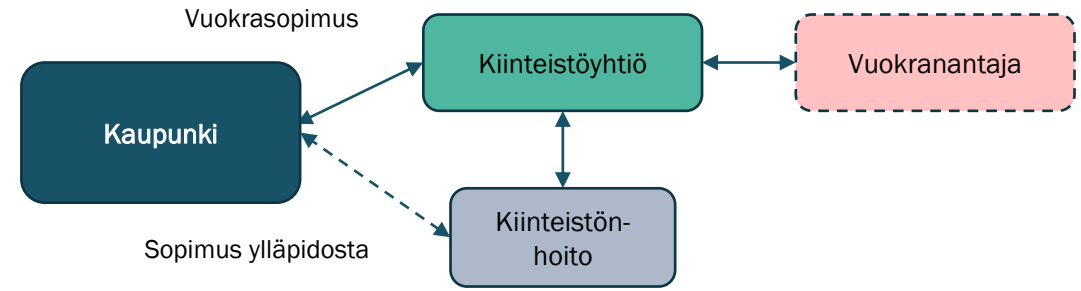 Vuokrasopimus
Kiinteistöyhtiö
Vuokranantaja
Kaupunki
Kiinteistön-
hoito
Sopimus ylläpidosta